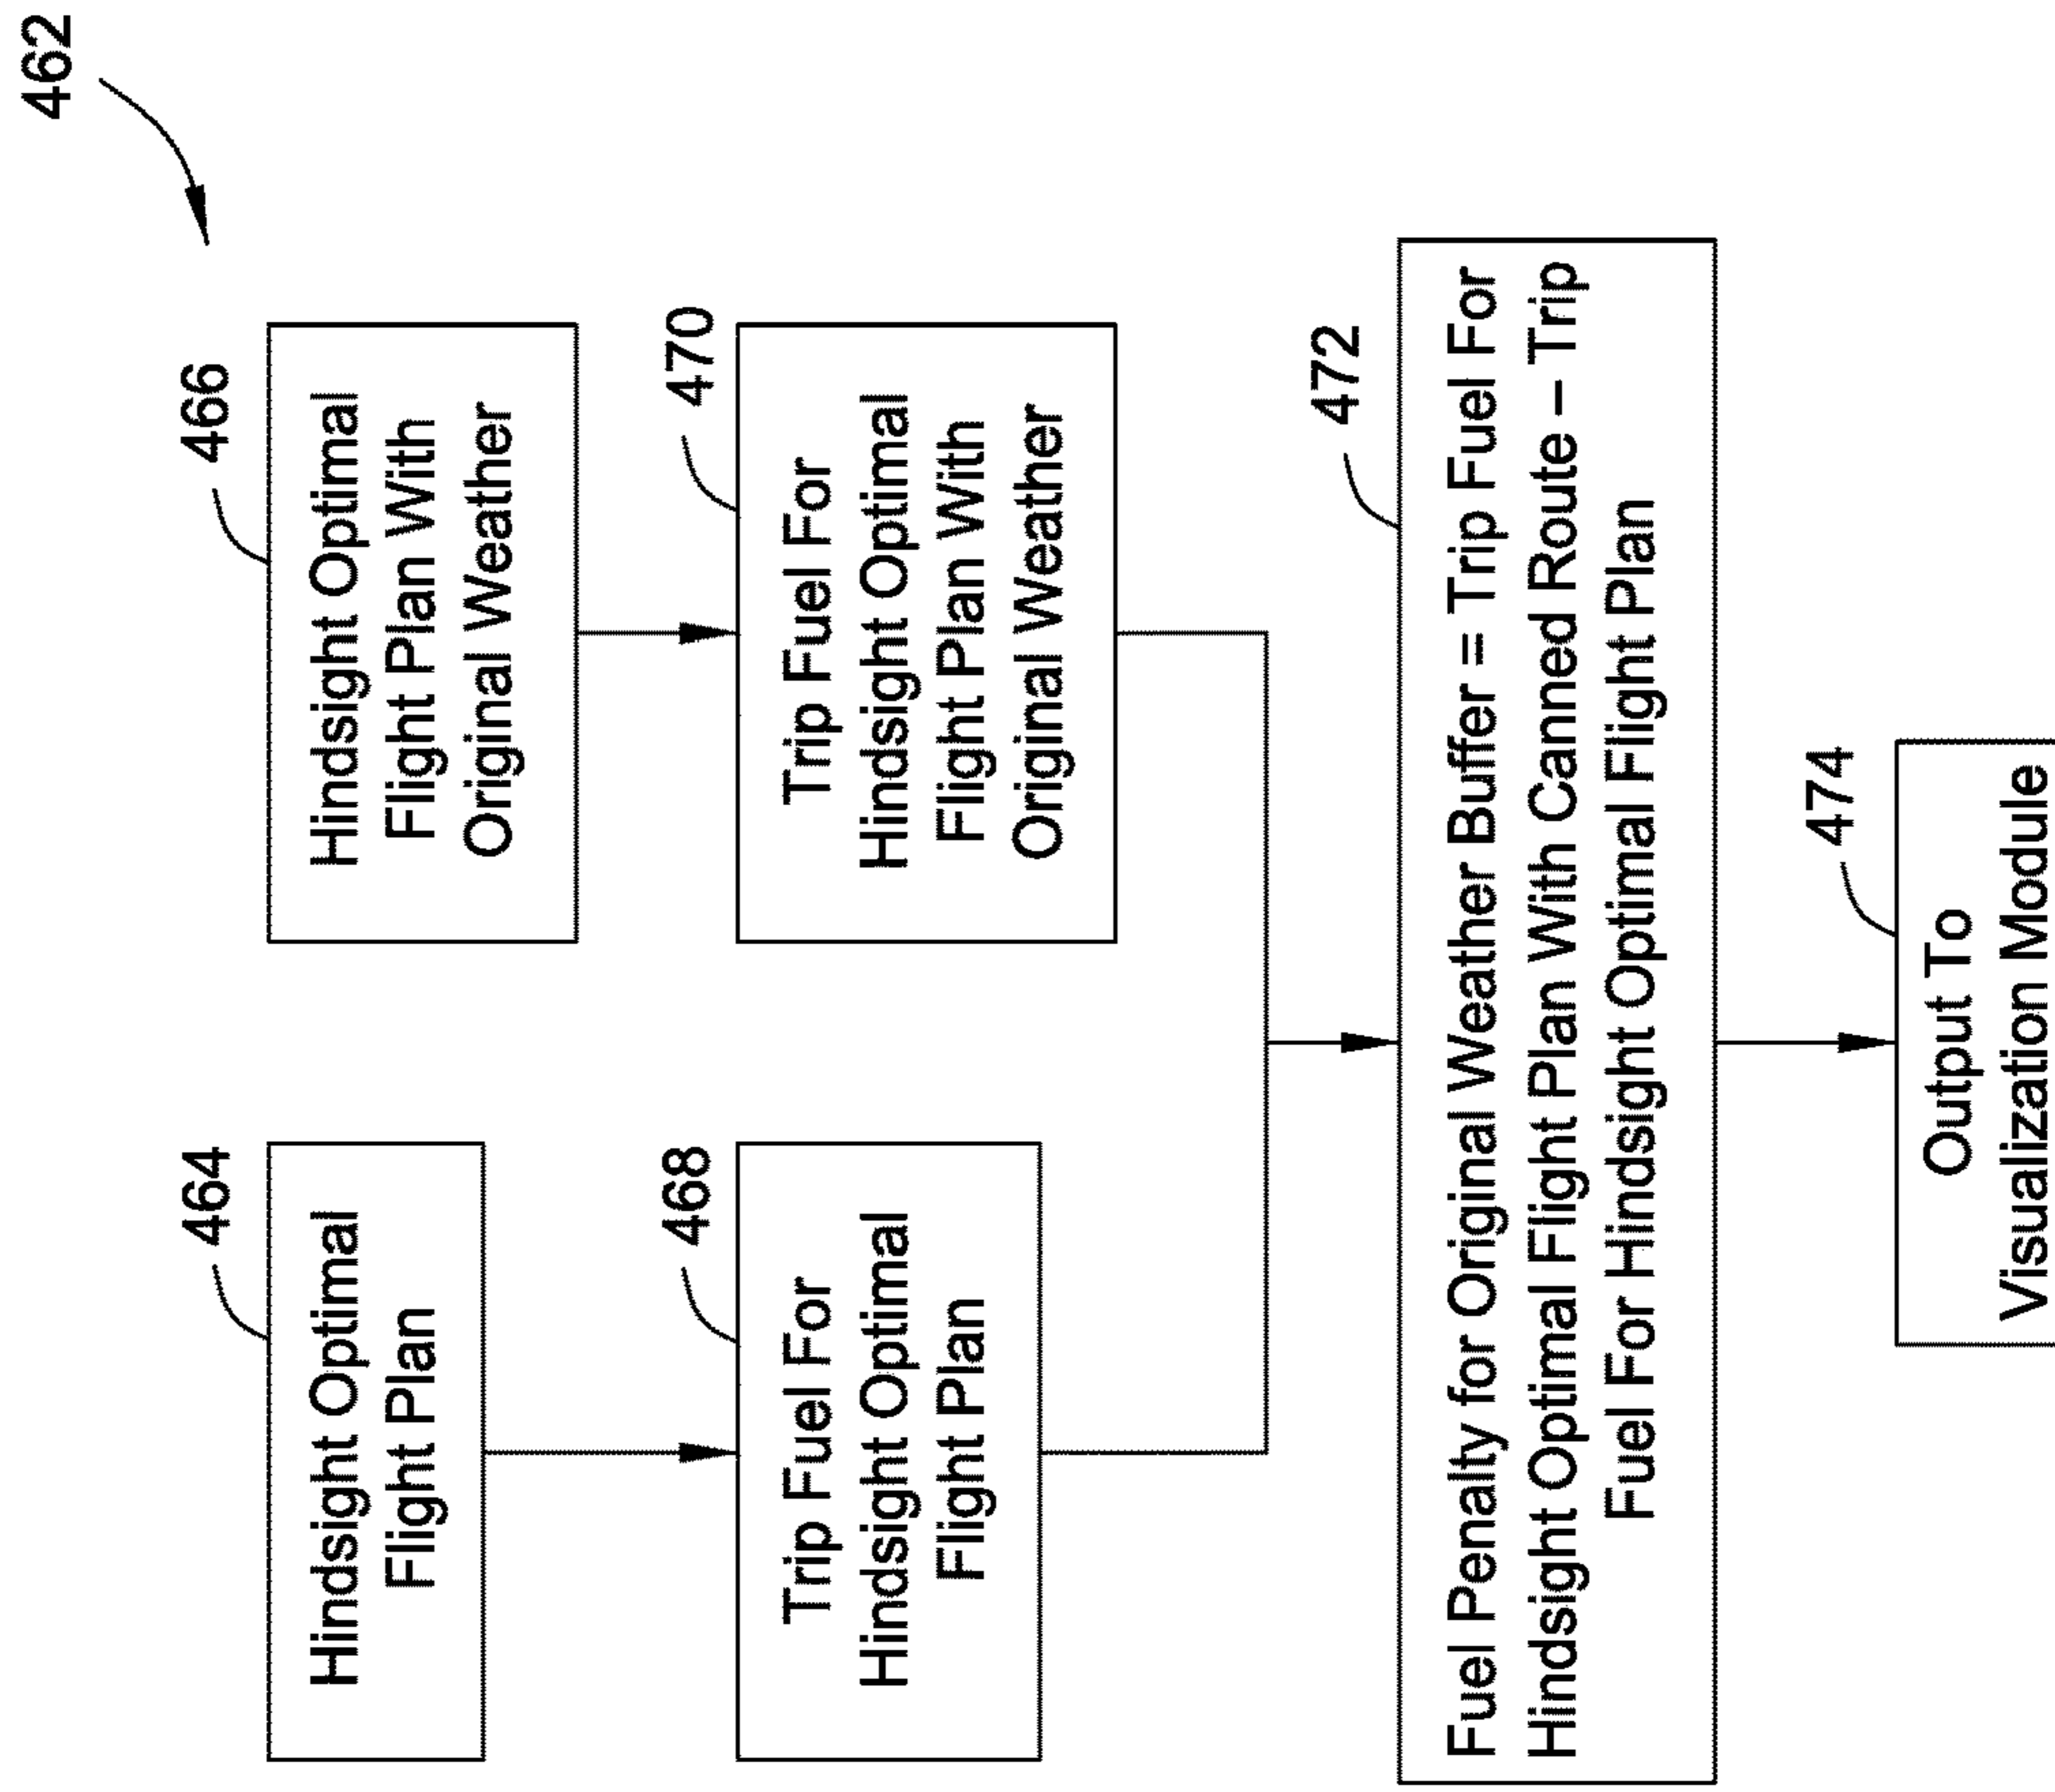 462
464
Hindsight Optimal
Flight Plan
466
Hindsight Optimal
Flight Plan With
Original Weather
468
Trip Fuel For
Hindsight Optimal
Flight Plan
470
Trip Fuel For
Hindsight Optimal
Flight Plan With
Original Weather
472
Fuel Penalty for Original Weather Buffer = Trip Fuel For
Hindsight Optimal Flight Plan With Canned Route – Trip
Fuel For Hindsight Optimal Flight Plan
474
Output To
Visualization Module